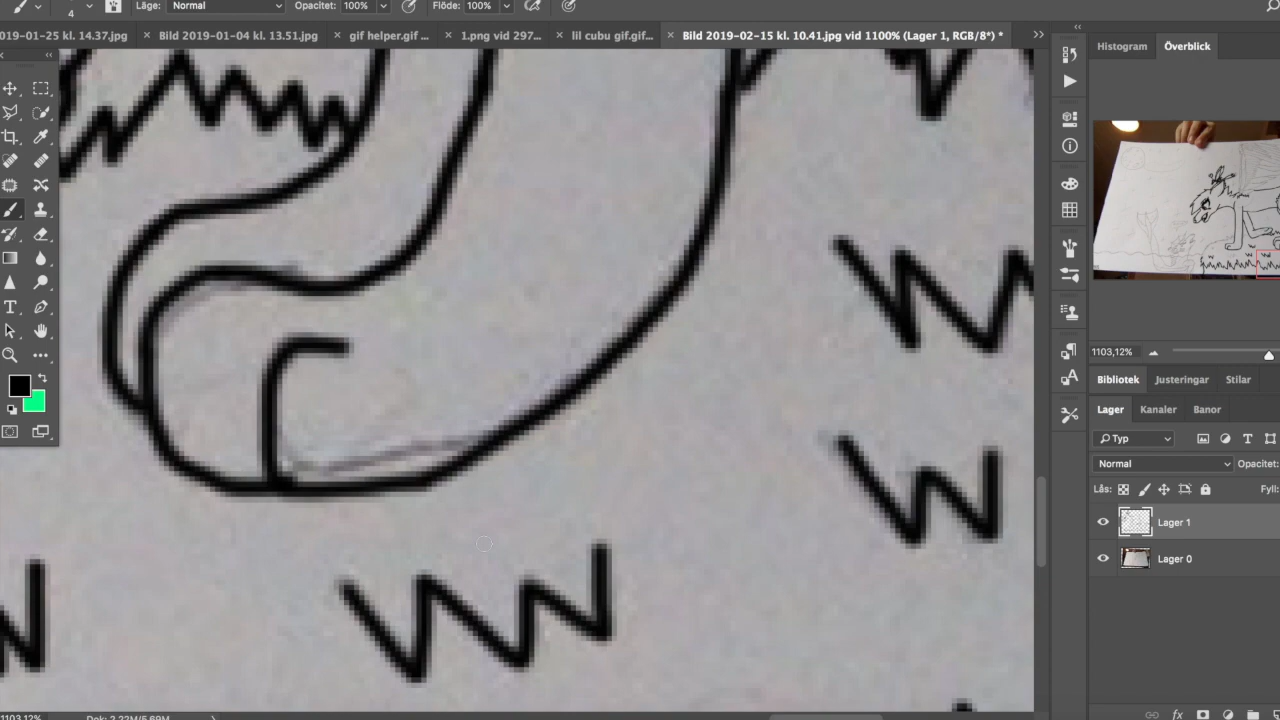 4 Läge: Normal Opacitet: 100% Flöde: 100%
019-01-25 kl. 14.37.jpg × Bild 2019-01-04 kl. 13.51.jpg × gif helper.gif ... × 1.png vid 297... × lil cubu gif.gif... × Bild 2019-02-15 kl. 10.41.jpg vid 1100% (Lager 1, RGB/8*) *
Histogram Överblick
1103,12%
Bibliotek Justeringar Stilar
Lager Kanaler Banor
Typ
Normal Opacitet:
Lås: Fyll:
Lager 1
Lager 0
fx
1103,12% Dok: 2,22M/5,69M